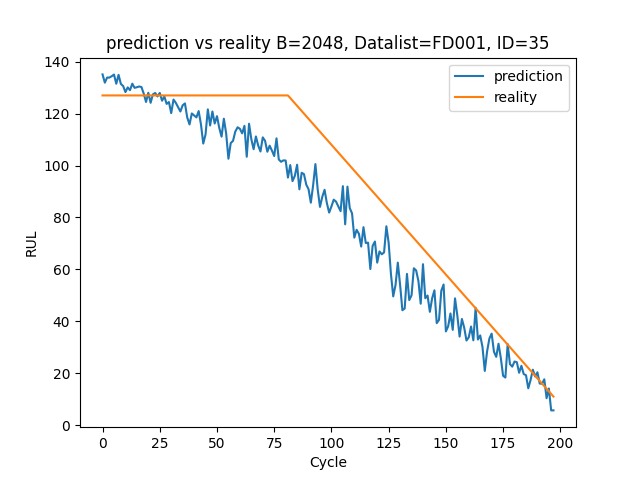 prediction vs reality B=2048, Datalist=FD001, ID=35
prediction
reality
140
120
100
80
60
40
20
0
RUL
0 25 50 75 100 125 150 175 200
Cycle